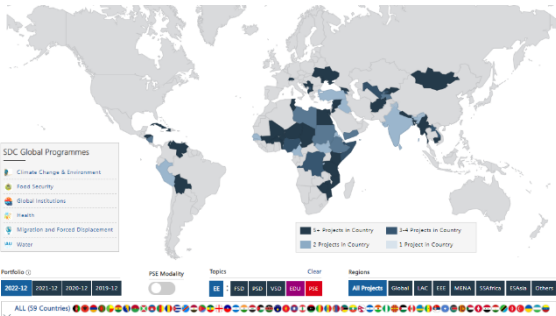 SDC Global Programmes
Climate Change & Environment
Food Security
Global Institutions
Health
Migration and Forced Displacement
Water
5+ Projects in Country
3-4 Projects in Country
2 Projects in Country
1 Project in Country
Portfolio
PSE Modality
Topics
Clear
Regions
2022-12 2021-12 2020-12 2019-12
EE : FSD PSD VSD EDU PSE
All Projects Global LAC EEE MENA SSAfrica ESAsia Others
ALL (59 Countries)